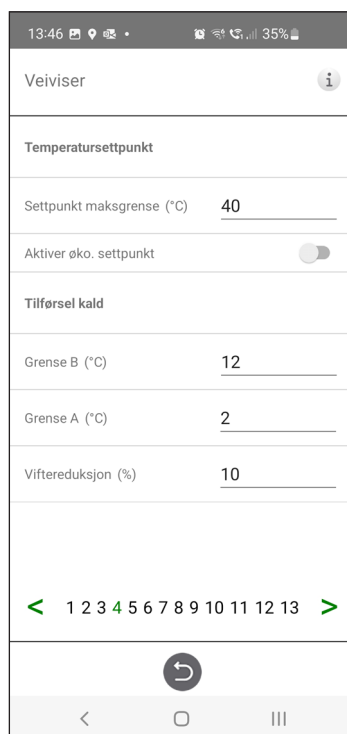 13:46 35%
Veiviser i
Temperatursettpunkt
Settpunkt maksgrense (°C) 40
Aktiver øko. settpunkt
Tilførsel kald
Grense B (°C) 12
Grense A (°C) 2
Viftereduksjon (%) 10
< 1 2 3 4 5 6 7 8 9 10 11 12 13 >